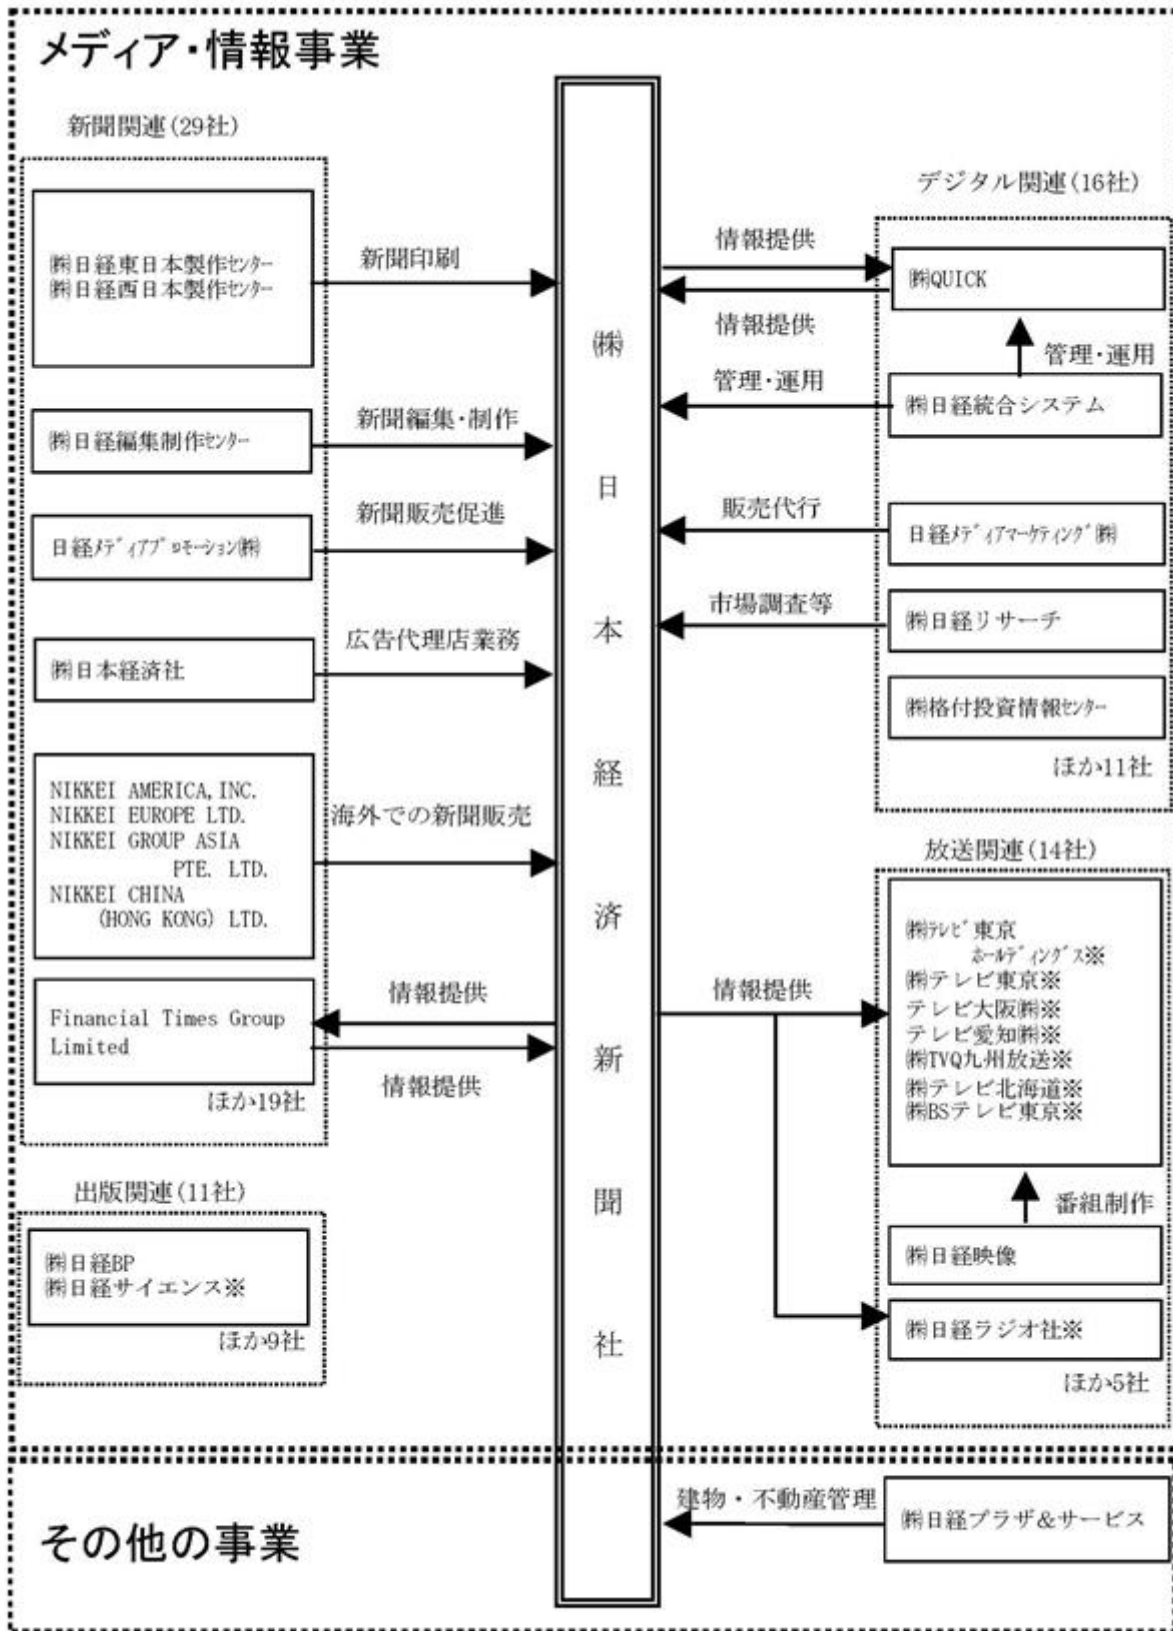 メディア・情報事業
新聞関連(29社)
㈱日経東日本製作ｾﾝﾀｰ
㈱日経西日本製作ｾﾝﾀｰ
新聞印刷
㈱日経編集制作ｾﾝﾀｰ
新聞編集・制作
日経ﾒﾃﾞｨｱﾌﾟﾛﾓｰｼｮﾝ㈱
新聞販売促進
㈱日本経済社
広告代理店業務
NIKKEI AMERICA, INC.
NIKKEI EUROPE LTD.
NIKKEI GROUP ASIA
PTE. LTD.
NIKKEI CHINA
(HONG KONG) LTD.
海外での新聞販売
Financial Times Group
Limited
情報提供
情報提供
ほか19社
出版関連(11社)
㈱日経BP
㈱日経サイエンス※
ほか9社
㈱日本経済新聞社
デジタル関連(16社)
情報提供
㈱QUICK
情報提供
管理・運用
管理・運用
㈱日経統合システム
販売代行
日経ﾒﾃﾞｨｱﾏｰｹﾃｨﾝｸﾞ㈱
市場調査等
㈱日経リサーチ
㈱格付投資情報ｾﾝﾀｰ
ほか11社
放送関連(14社)
情報提供
㈱ﾃﾚﾋﾞ東京
ﾎｰﾙﾃﾞｨﾝｸﾞス※
㈱テレビ東京※
テレビ大阪㈱※
テレビ愛知㈱※
㈱TVQ九州放送※
㈱テレビ北海道※
㈱BSテレビ東京※
番組制作
㈱日経映像
㈱日経ラジオ社※
ほか5社
その他の事業
建物・不動産管理
㈱日経プラザ＆サービス